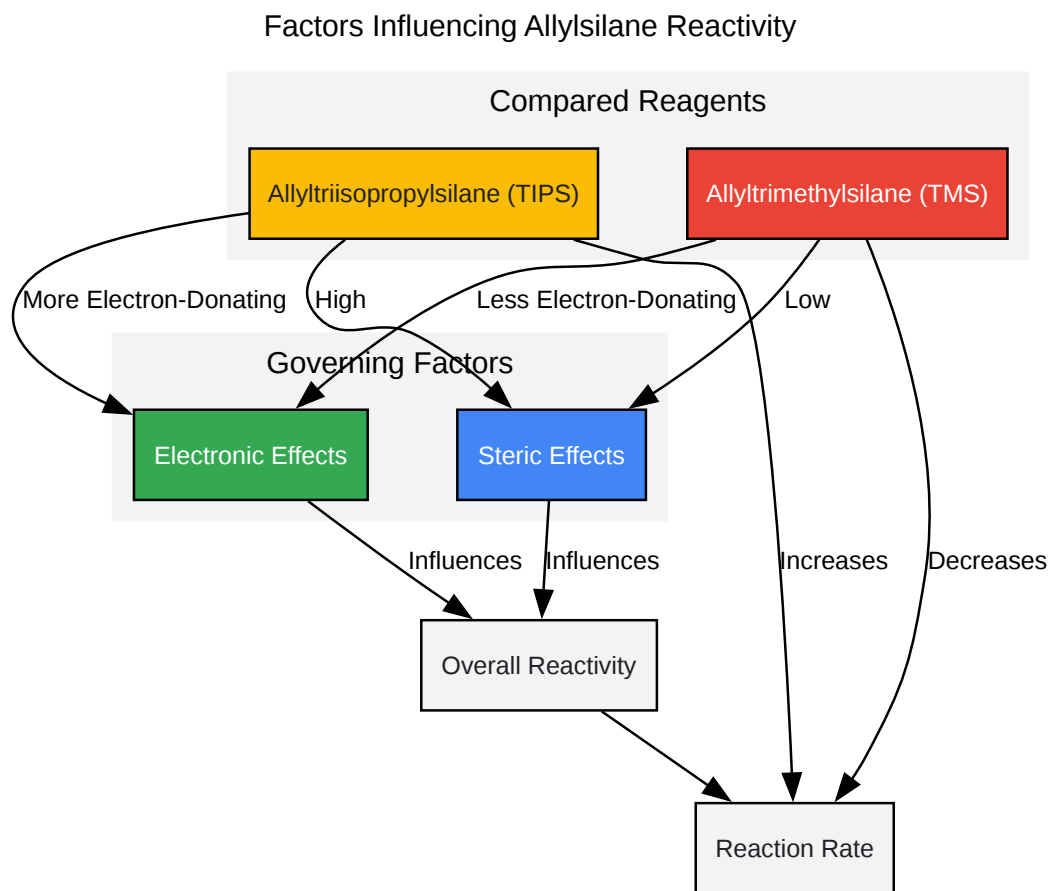 Factors Influencing Allylsilane Reactivity
Compared Reagents
Allyltriisopropylsilane (TIPS)
Allyltrimethylsilane (TMS)
More Electron-Donating
High
Less Electron-Donating
Low
Governing Factors
Electronic Effects
Steric Effects
Influences
Influences
Increases
Decreases
Overall Reactivity
Reaction Rate